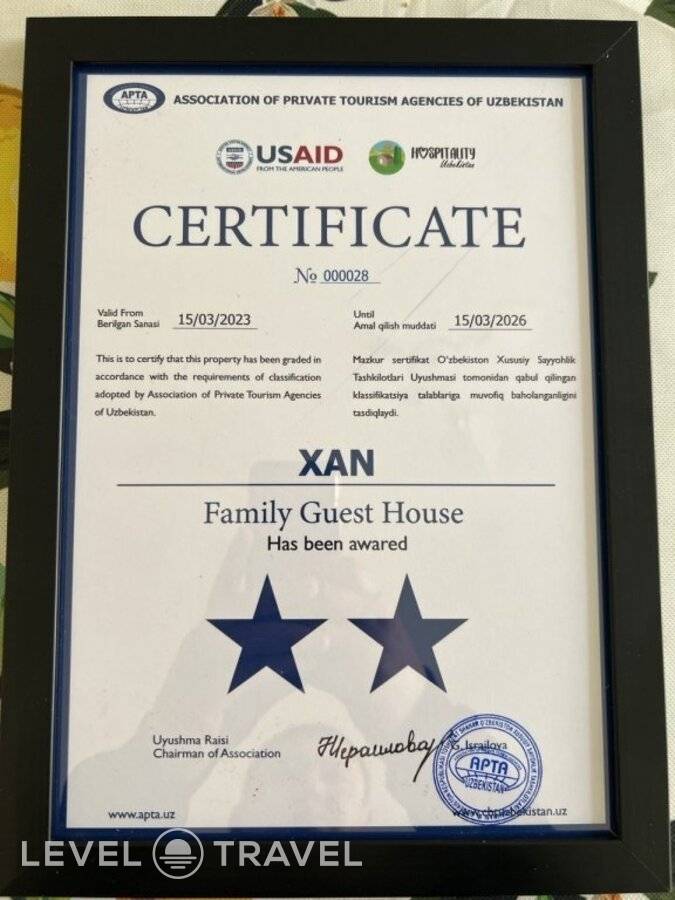 APTA
ASSOCIATION OF PRIVATE TOURISM AGENCIES OF UZBEKISTAN
USAID
FROM THE AMERICAN PEOPLE
HOSPITALITY
Uzbekistan
CERTIFICATE
№ 000028
Valid From
Berilgan Sanasi
15/03/2023
Until
Amal qilish muddati
15/03/2026
This is to certify that this property has been graded in
accordance with the requirements of classification
adopted by Association of Private Tourism Agencies
of Uzbekistan.
Mazkur sertifikat O'zbekiston Xususiy Sayyohlik
Tashkilotlari Uyushmasi tomonidan qabul qilingan
klassifikatsiya talablariga muvofiq baholanganligini
tasdiqlaydi.
XAN
Family Guest House
Has been awared
Uyushma Raisi
Chairman of Association
G. Israilova
APTA
UZBEKISTAN
www.apta.uz
LEVEL TRAVEL